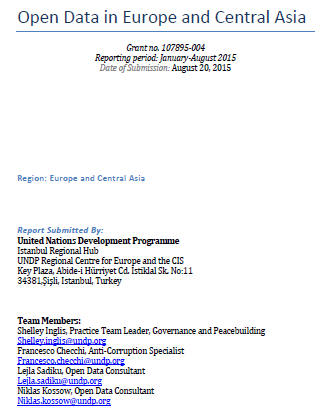 Open Data in Europe and Central Asia
Grant no. 107895-004
Reporting period: January-August 2015
Date of Submission: August 20, 2015
Region: Europe and Central Asia
Report Submitted By:
United Nations Development Programme
Istanbul Regional Hub
UNDP Regional Centre for Europe and the CIS
Key Plaza, Abide-i Hürriyet Cd. Istiklal Sk. No:11
34381,Şişli, Istanbul, Turkey
Team Members:
Shelley Inglis, Practice Team Leader, Governance and Peacebuilding
Shelley.inglis@undp.org
Francesco Checchi, Anti-Corruption Specialist
Francesco.checchi@undp.org
Lejla Sadiku, Open Data Consultant
Lejla.sadiku@undp.org
Niklas Kossow, Open Data Consultant
Niklas.kossow@undp.org